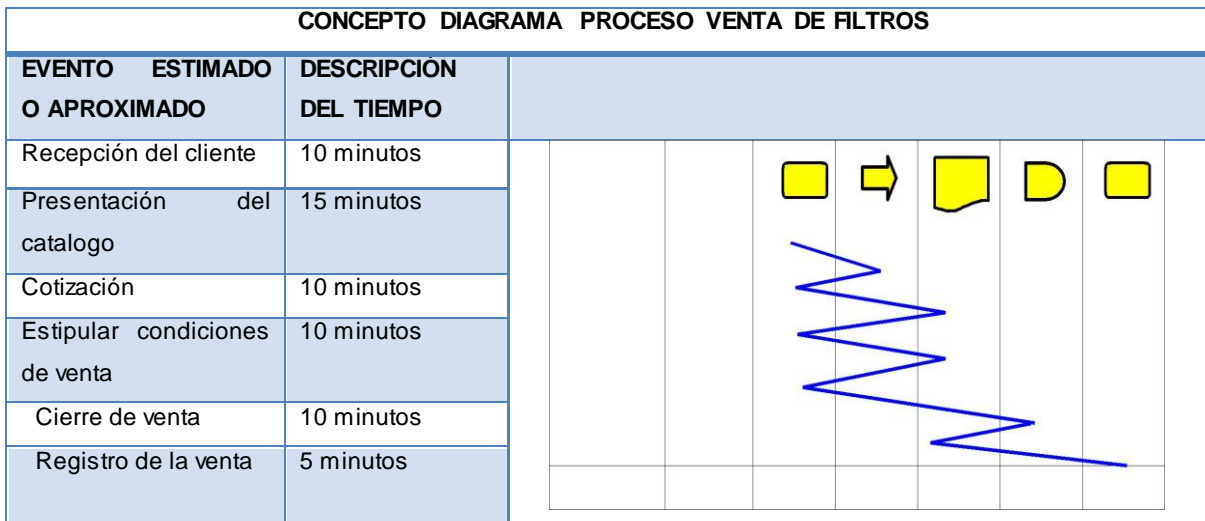 CONCEPTO DIAGRAMA PROCESO VENTA DE FILTROS
EVENTO ESTIMADO
O APROXIMADO
DESCRIPCIÓN
DEL TIEMPO
Recepción del cliente
10 minutos
Presentación del
catalogo
15 minutos
Cotización
10 minutos
Estipular condiciones
de venta
10 minutos
Cierre de venta
10 minutos
Registro de la venta
5 minutos